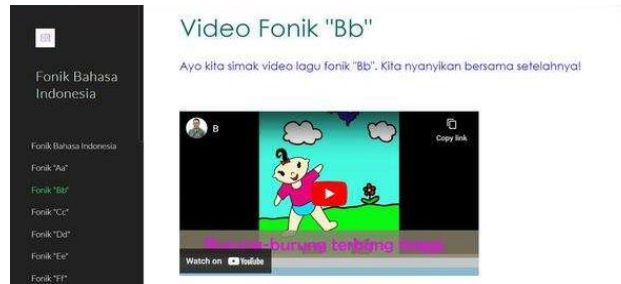 Fonik Bahasa
Indonesia
Fonik Bahasa Indonesia
Fonik "Aa"
Fonik "Bb"
Fonik "Cc"
Fonik "Dd"
Fonik "Ee"
Fonik "Ff"
Video Fonik "Bb"
Ayo kita simak video lagu fonik "Bb". Kita nyanyikan bersama setelahnya!
B
Copy link
Burung-burung terbang tinggi
Watch on YouTube